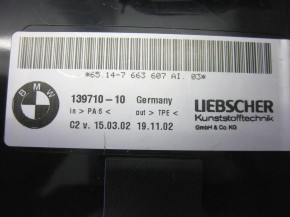 *65.14-7 663 607 AI. 03*
BMW
139710-10 Germany
in > PA 6 < out > TPE <
C2 v. 15.03.02 19.11.02
LIEBSCHER
Kunststofftechnik
GmbH & Co. KG